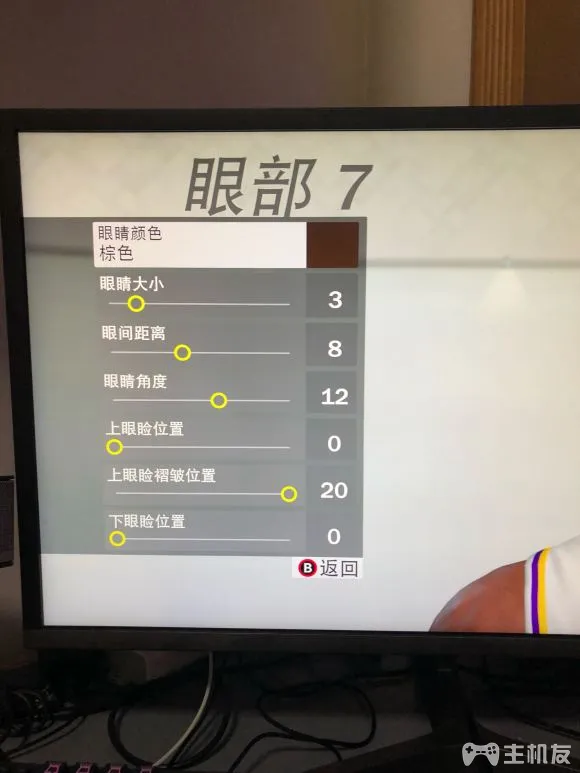 眼部 7
眼睛颜色
棕色
眼睛大小
3
眼间距离
8
眼睛角度
12
上眼睑位置
0
上眼睑褶皱位置
20
下眼睑位置
0
B 返回
主机友